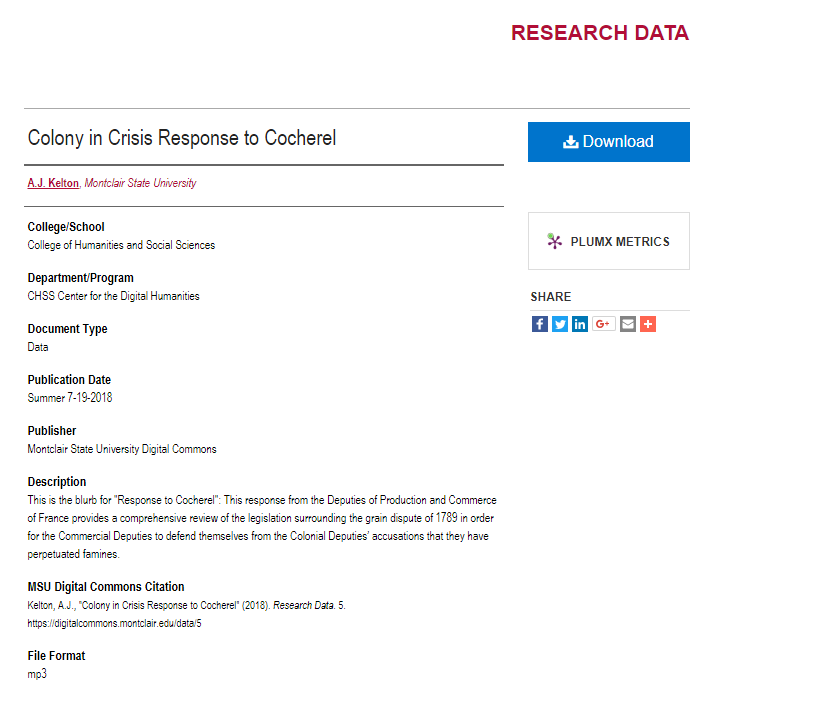 RESEARCH DATA
Colony in Crisis Response to Cocherel
Download
A.J. Kelton, Montclair State University
College/School
College of Humanities and Social Sciences
PLUMX METRICS
Department/Program
CHSS Center for the Digital Humanities
SHARE
G+
Document Type
Data
Publication Date
Summer 7-19-2018
Publisher
Montclair State University Digital Commons
Description
This is the blurb for "Response to Cocherel": This response from the Deputies of Production and Commerce
of France provides a comprehensive review of the legislation surrounding the grain dispute of 1789 in order
for the Commercial Deputies to defend themselves from the Colonial Deputies' accusations that they have
perpetuated famines.
MSU Digital Commons Citation
Kelton, A.J., "Colony in Crisis Response to Cocherel" (2018). Research Data. 5.
https://digitalcommons.montclair.edu/data/5
File Format
mp3